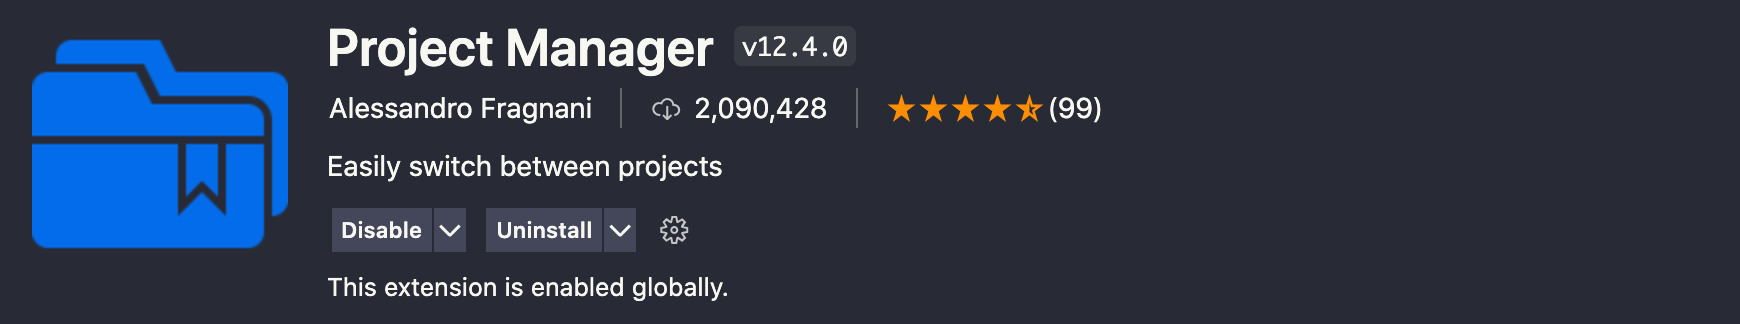 Project Manager v12.4.0
Alessandro Fragnani 2,090,428 (99)
Easily switch between projects
Disable Uninstall
This extension is enabled globally.